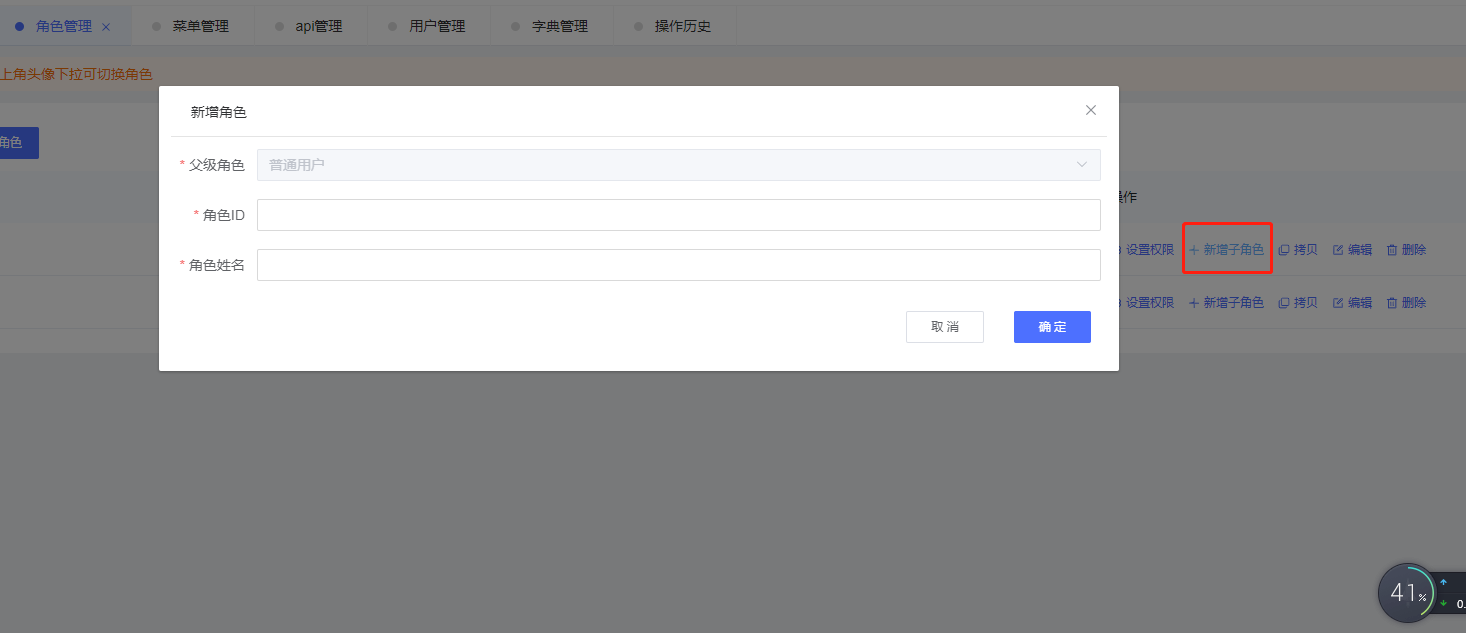 角色管理 菜单管理 api管理 用户管理 字典管理 操作历史
上角头像下拉可切换角色
新增角色
角色
* 父级角色 普通用户
操作
* 角色ID
设置权限 新增子角色 拷贝 编辑 删除
* 角色姓名
设置权限 新增子角色 拷贝 编辑 删除
取消 确定
41%
0.